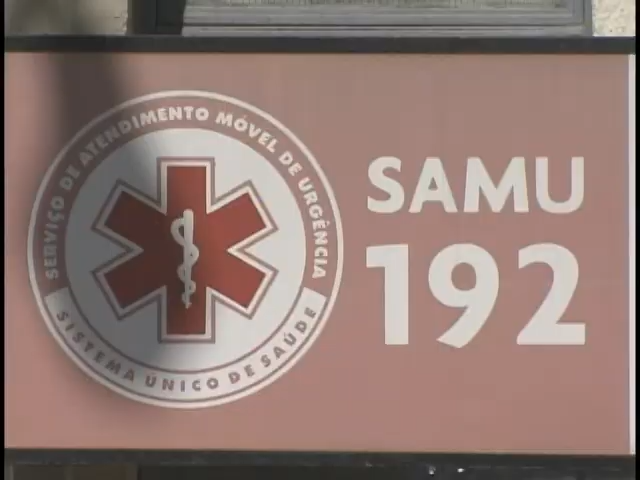 SERVIÇO DE ATENDIMENTO MÓVEL DE URGÊNCIA
SISTEMA ÚNICO DE SAÚDE
SAMU
192